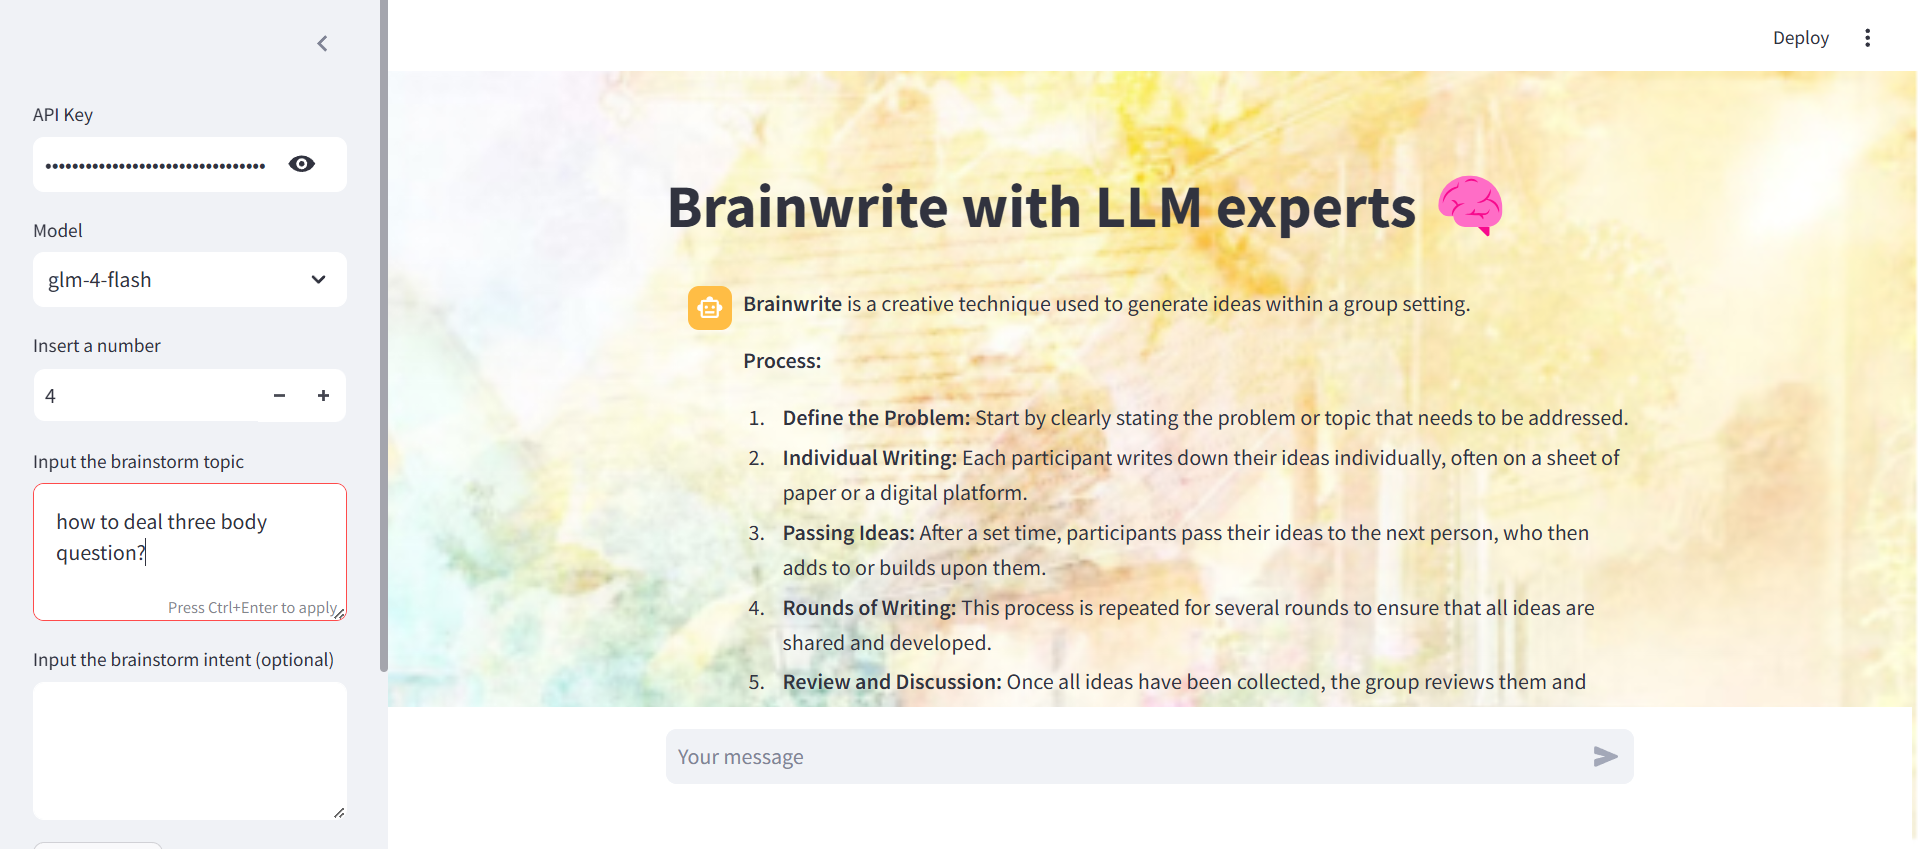 API Key
••••••••••••••••••••••••••••••••••
Model
glm-4-flash
Insert a number
4
Input the brainstorm topic
how to deal three body
question?
Press Ctrl+Enter to apply
Input the brainstorm intent (optional)
Deploy
Brainwrite with LLM experts
Brainwrite is a creative technique used to generate ideas within a group setting.
Process:
1. Define the Problem: Start by clearly stating the problem or topic that needs to be addressed.
2. Individual Writing: Each participant writes down their ideas individually, often on a sheet of
paper or a digital platform.
3. Passing Ideas: After a set time, participants pass their ideas to the next person, who then
adds to or builds upon them.
4. Rounds of Writing: This process is repeated for several rounds to ensure that all ideas are
shared and developed.
5. Review and Discussion: Once all ideas have been collected, the group reviews them and
Your message